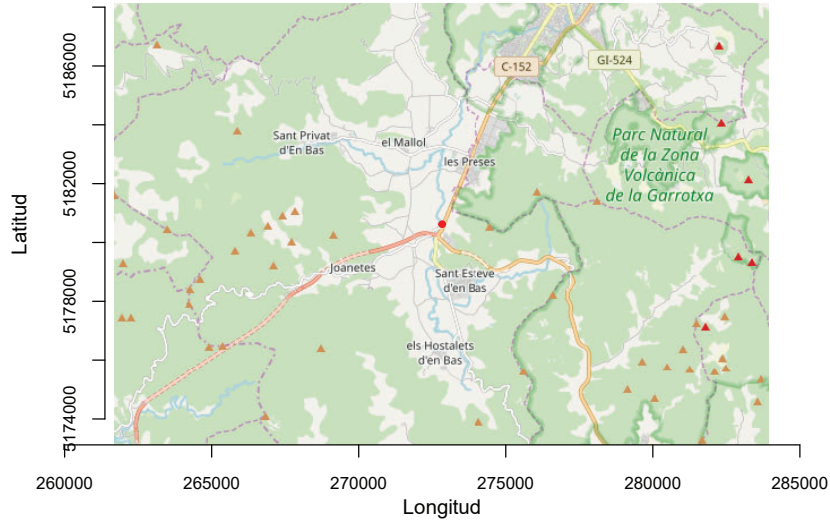 C-152
GI-524
Sant Privat
d'En Bas
el Mallol
les Preses
Parc Natural
de la Zona
Volcànica
de la Garrotxa
Joanetes
Sant Esteve
d'en Bas
els Hostalets
d'en Bas
Latitud
5186000
5182000
5178000
5174000
260000
265000
270000
275000
280000
285000
Longitud